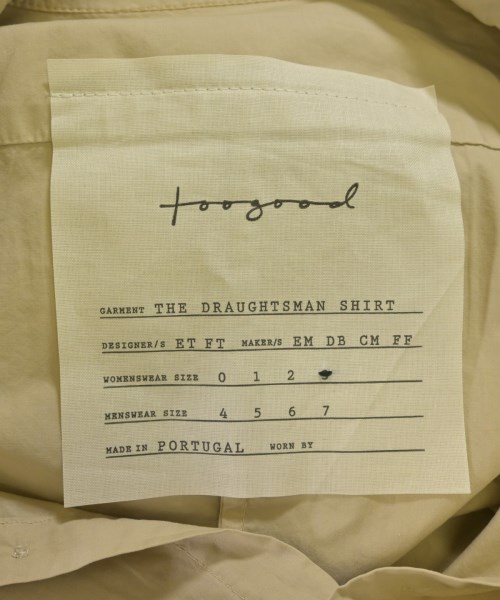 toogood
GARMENT THE DRAUGHTSMAN SHIRT
DESIGNER/S ET FT MAKER/S EM DB CM FF
WOMENSWEAR SIZE 0 1 2
MENSWEAR SIZE 4 5 6 7
MADE IN PORTUGAL WORN BY